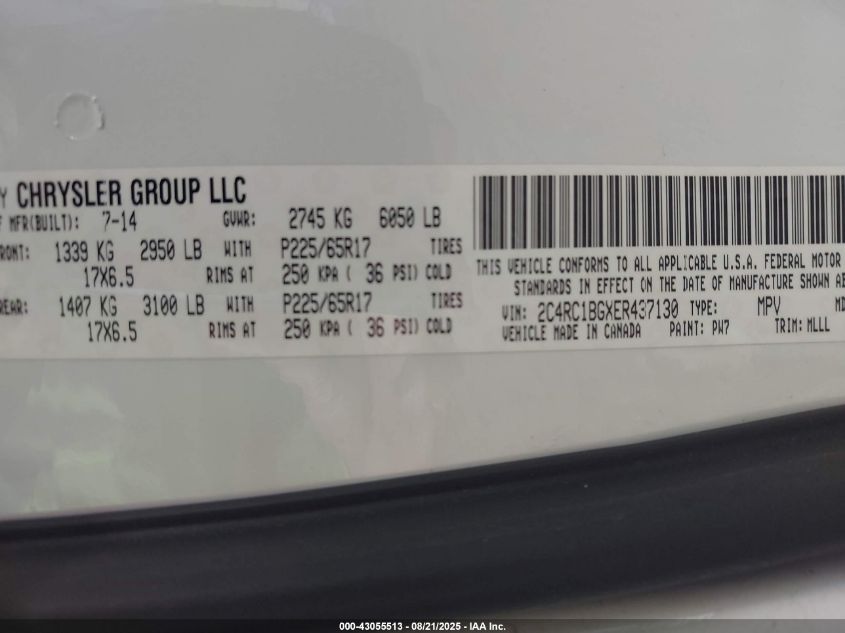 Y CHRYSLER GROUP LLC
F MFR(BUILT): 7-14 GVWR: 2745 KG 6050 LB
RONT: 1339 KG 2950 LB WITH P225/65R17 TIRES
17X6.5 RIMS AT 250 KPA ( 36 PSI) COLD
REAR: 1407 KG 3100 LB WITH P225/65R17
17X6.5 RIMS AT 250 KPA ( 36 PSI) COLD
THIS VEHICLE CONFORMS TO ALL APPLICABLE U.S.A. FEDERAL MOTOR
STANDARDS IN EFFECT ON THE DATE OF MANUFACTURE SHOWN AB
VIN: 2C4RC1BGXER437130 TYPE: MPV MD
VEHICLE MADE IN CANADA PAINT: PW7 TRIM: MLLL
000-43055513 - 08/21/2025 - IAA Inc.